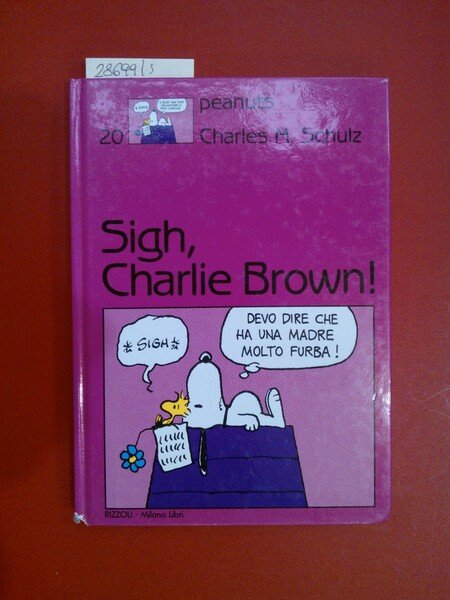 28699/s
peanuts
20
Charles M. Schulz
Sigh,
Charlie Brown!
DEVO DIRE CHE
HA UNA MADRE
MOLTO FURBA!
*SIGH*
RIZZOLI - Milano Libri